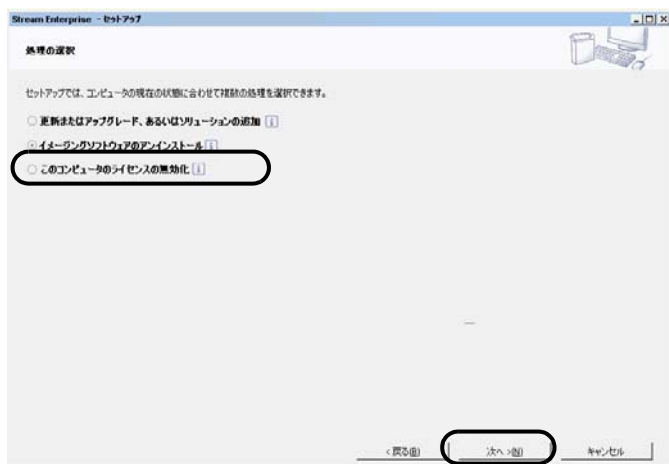 Stream Enterprise - セットアップ
処理の選択
セットアップでは、コンピュータの現在の状態に合わせて複数の処理を選択できます。
更新またはアップグレード、あるいはソリューションの追加 i
イメージングソフトウェアのアンインストール i
このコンピュータのライセンスの無効化 i
< 戻る(B) 次へ >(N) キャンセル